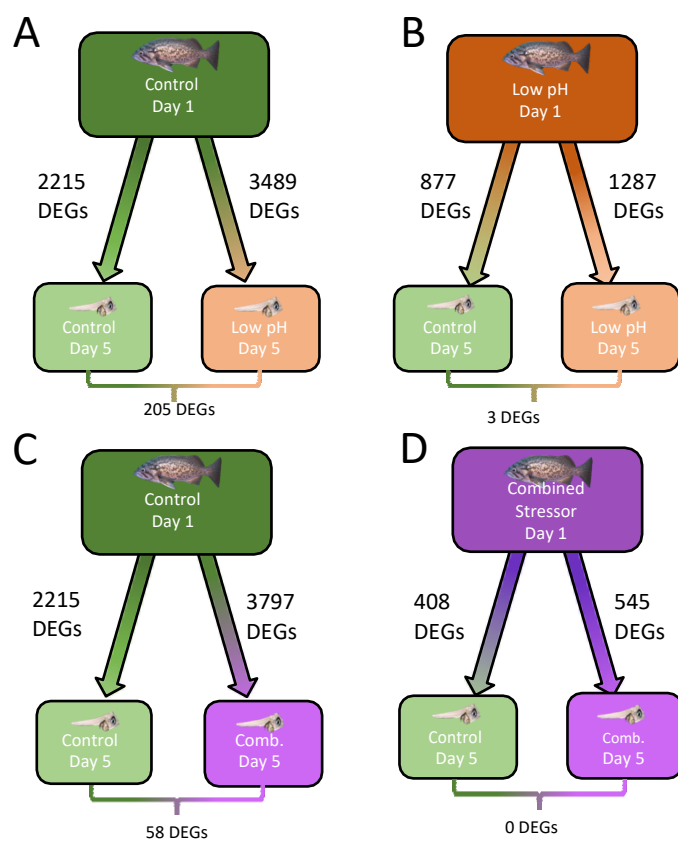 A
Control
Day 1
2215
DEGs
3489
DEGs
Control
Day 5
Low pH
Day 5
205 DEGs
B
Low pH
Day 1
877
DEGs
1287
DEGs
Control
Day 5
Low pH
Day 5
3 DEGs
C
Control
Day 1
2215
DEGs
3797
DEGs
Control
Day 5
Comb.
Day 5
58 DEGs
D
Combined
Stressor
Day 1
408
DEGs
545
DEGs
Control
Day 5
Comb.
Day 5
0 DEGs